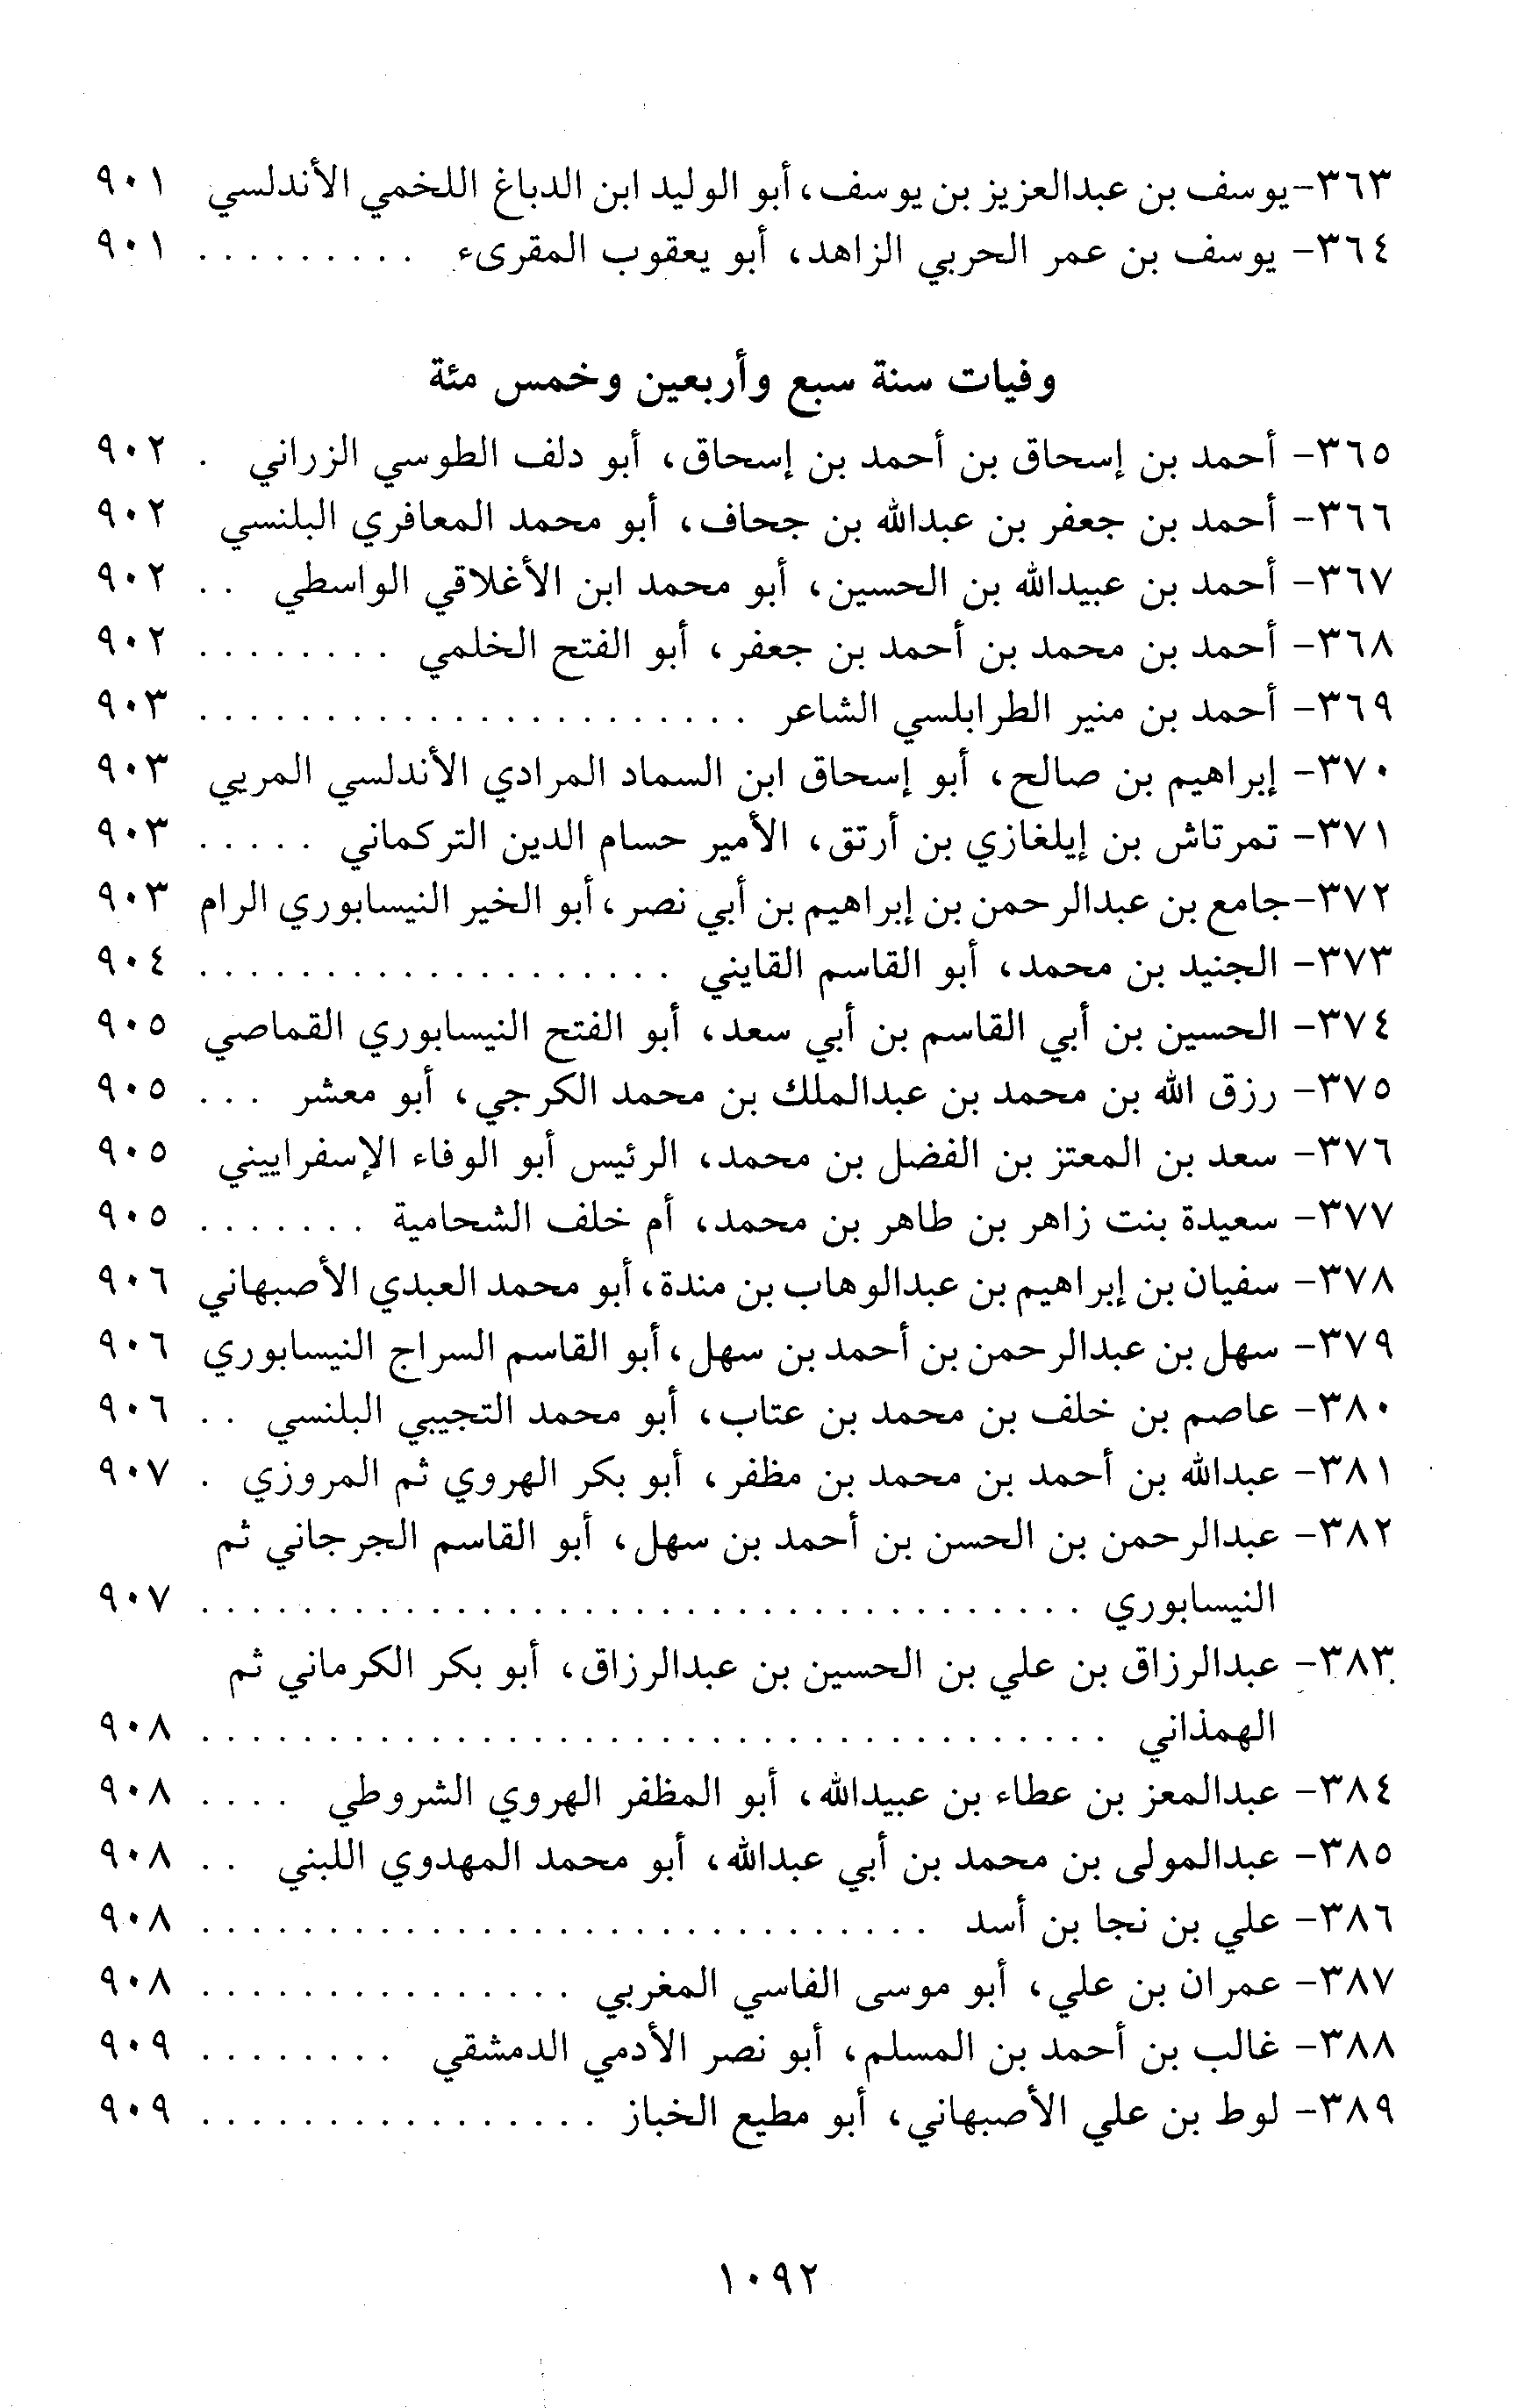 ٣٦٣- يوسف بن عبدالعزيز بن يوسف، أبو الوليد ابن الدباغ اللخمي الأندلسي ٩٠١
٣٦٤- يوسف بن عمر الحربي الزاهد، أبو يعقوب المقرىء . . . . . . . . . ٩٠١
وفيات سنة سبع وأربعين وخمس مئة
٣٦٥- أحمد بن إسحاق بن أحمد بن إسحاق، أبو دلف الطوسي الزراني . ٩٠٢
٣٦٦- أحمد بن جعفر بن عبدالله بن جحاف، أبو محمد المعافري البلنسي ٩٠٢
٣٦٧- أحمد بن عبيدالله بن الحسين، أبو محمد ابن الأغلاقي الواسطي . . ٩٠٢
٣٦٨- أحمد بن محمد بن أحمد بن جعفر، أبو الفتح الخلمي . . . . . . . . ٩٠٢
٣٦٩- أحمد بن منير الطرابلسي الشاعر . . . . . . . . . . . . . . . . . . . . . . ٩٠٣
٣٧٠- إبراهيم بن صالح، أبو إسحاق ابن السماد المرادي الأندلسي المريي ٩٠٣
٣٧١- تمرتاش بن إيلغازي بن أرتق، الأمير حسام الدين التركماني . . . . . ٩٠٣
٣٧٢- جامع بن عبدالرحمن بن إبراهيم بن أبي نصر، أبو الخير النيسابوري الرام ٩٠٣
٣٧٣- الجنيد بن محمد، أبو القاسم القايني . . . . . . . . . . . . . . . . . . . ٩٠٤
٣٧٤- الحسين بن أبي القاسم بن أبي سعد، أبو الفتح النيسابوري القماصي ٩٠٥
٣٧٥- رزق الله بن محمد بن عبدالملك بن محمد الكرجي، أبو معشر . . . ٩٠٥
٣٧٦- سعد بن المعتز بن الفضل بن محمد، الرئيس أبو الوفاء الإسفراييني ٩٠٥
٣٧٧- سعيدة بنت زاهر بن طاهر بن محمد، أم خلف الشحامية . . . . . . . ٩٠٥
٣٧٨- سفيان بن إبراهيم بن عبدالوهاب بن مندة، أبو محمد العبدي الأصبهاني ٩٠٦
٣٧٩- سهل بن عبدالرحمن بن أحمد بن سهل، أبو القاسم السراج النيسابوري ٩٠٦
٣٨٠- عاصم بن خلف بن محمد بن عتاب، أبو محمد التجيبي البلنسي . . ٩٠٦
٣٨١- عبدالله بن أحمد بن محمد بن مظفر، أبو بكر الهروي ثم المروزي . ٩٠٧
٣٨٢- عبدالرحمن بن الحسن بن أحمد بن سهل، أبو القاسم الجرجاني ثم
النيسابوري . . . . . . . . . . . . . . . . . . . . . . . . . . . . . . . . . . . ٩٠٧
٣٨٣- عبدالرزاق بن علي بن الحسين بن عبدالرزاق، أبو بكر الكرماني ثم
الهمذاني . . . . . . . . . . . . . . . . . . . . . . . . . . . . . . . . . . . . ٩٠٨
٣٨٤- عبدالمعز بن عطاء بن عبيدالله، أبو المظفر الهروي الشروطي . . . . ٩٠٨
٣٨٥- عبدالمولى بن محمد بن أبي عبدالله، أبو محمد المهدوي اللبني . . ٩٠٨
٣٨٦- علي بن نجا بن أسد . . . . . . . . . . . . . . . . . . . . . . . . . . . . . ٩٠٨
٣٨٧- عمران بن علي، أبو موسى الفاسي المغربي . . . . . . . . . . . . . . . ٩٠٨
٣٨٨- غالب بن أحمد بن المسلم، أبو نصر الأدمي الدمشقي . . . . . . . . ٩٠٩
٣٨٩- لوط بن علي الأصبهاني، أبو مطيع الخباز . . . . . . . . . . . . . . . . ٩٠٩
١٠٩٢